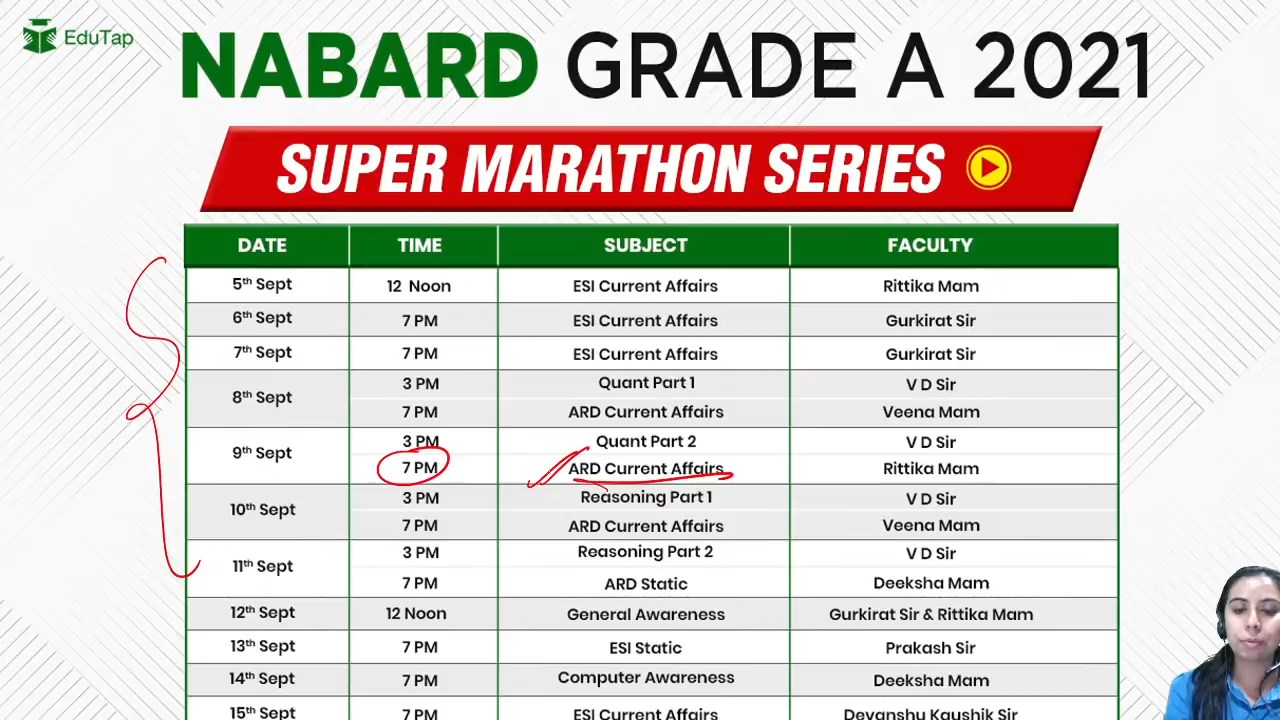 EduTap
NABARD GRADE A 2021
SUPER MARATHON SERIES
DATE TIME SUBJECT FACULTY
5th Sept 12 Noon ESI Current Affairs Rittika Mam
6th Sept 7 PM ESI Current Affairs Gurkirat Sir
7th Sept 7 PM ESI Current Affairs Gurkirat Sir
8th Sept 3 PM Quant Part 1 V D Sir
7 PM ARD Current Affairs Veena Mam
9th Sept 3 PM Quant Part 2 V D Sir
7 PM ARD Current Affairs Rittika Mam
10th Sept 3 PM Reasoning Part 1 V D Sir
7 PM ARD Current Affairs Veena Mam
11th Sept 3 PM Reasoning Part 2 V D Sir
7 PM ARD Static Deeksha Mam
12th Sept 12 Noon General Awareness Gurkirat Sir & Rittika Mam
13th Sept 7 PM ESI Static Prakash Sir
14th Sept 7 PM Computer Awareness Deeksha Mam
15th Sept 7 PM ESI Current Affairs Devanshu Kaushik Sir